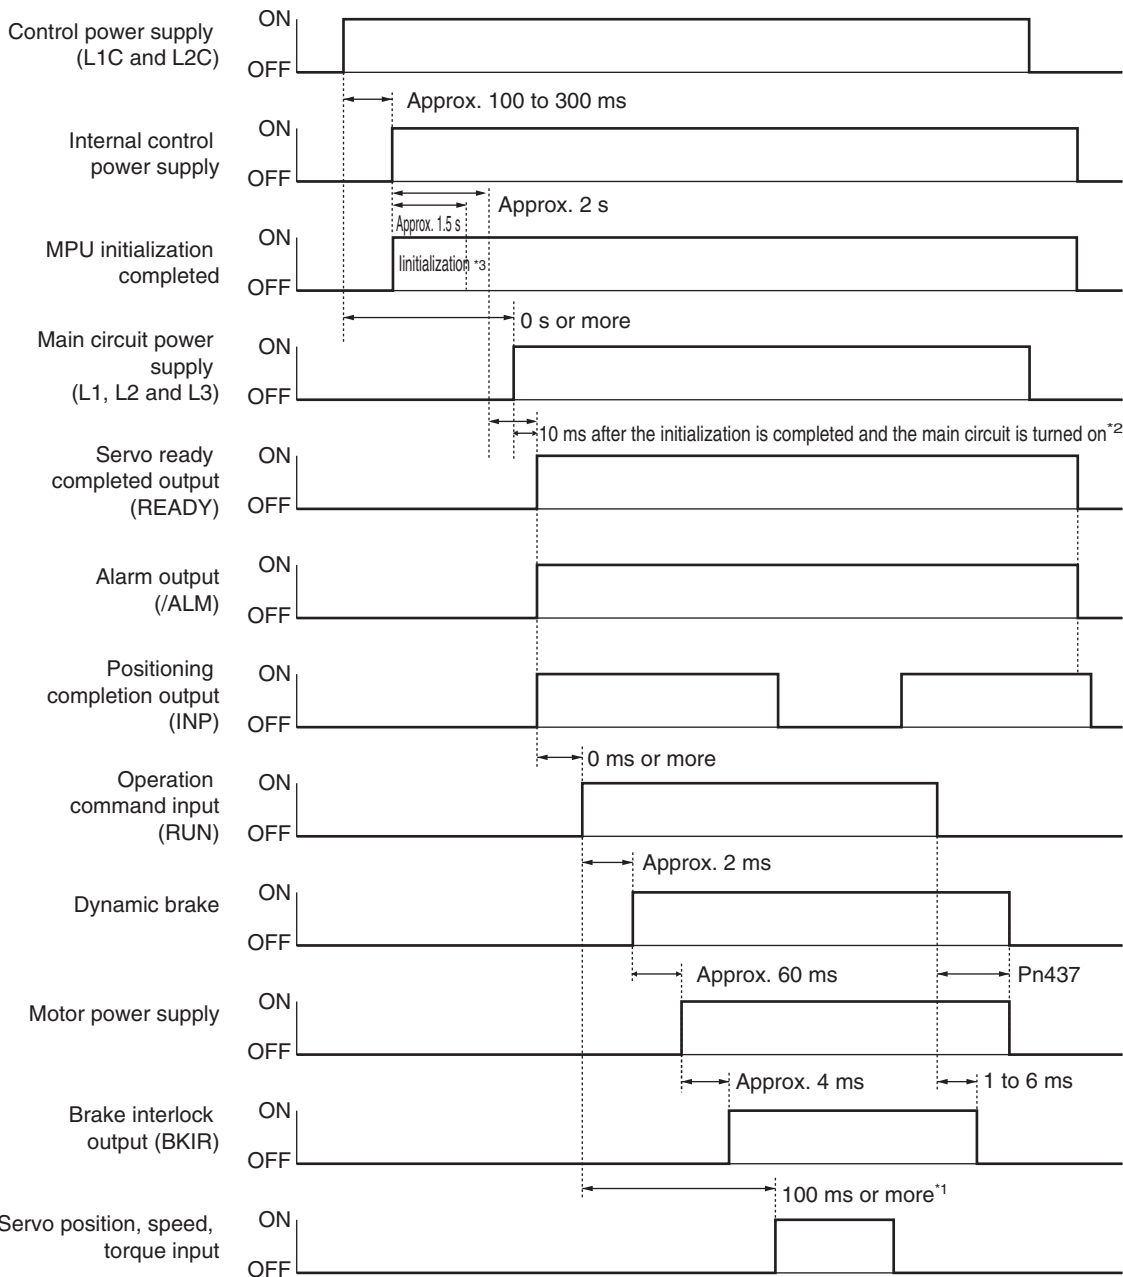 Control power supply
(L1C and L2C)
ON
OFF
Approx. 100 to 300 ms
Internal control
power supply
ON
OFF
Approx. 2 s
Approx. 1.5 s
MPU initialization
completed
ON
OFF
Iinitialization *3
0 s or more
Main circuit power
supply
(L1, L2 and L3)
ON
OFF
10 ms after the initialization is completed and the main circuit is turned on*2
Servo ready
completed output
(READY)
ON
OFF
Alarm output
(/ALM)
ON
OFF
Positioning
completion output
(INP)
ON
OFF
0 ms or more
Operation
command input
(RUN)
ON
OFF
Approx. 2 ms
Dynamic brake
ON
OFF
Approx. 60 ms
Pn437
Motor power supply
ON
OFF
Approx. 4 ms
1 to 6 ms
Brake interlock
output (BKIR)
ON
OFF
100 ms or more*1
Servo position, speed,
torque input
ON
OFF